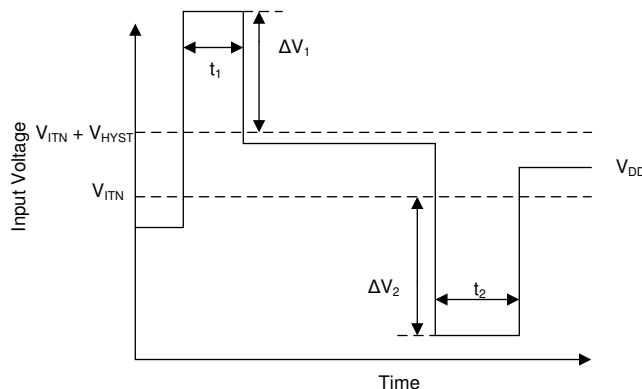 ΔV1
t1
VITN + VHYST
VDD
VITN
Input Voltage
ΔV2
t2
Time